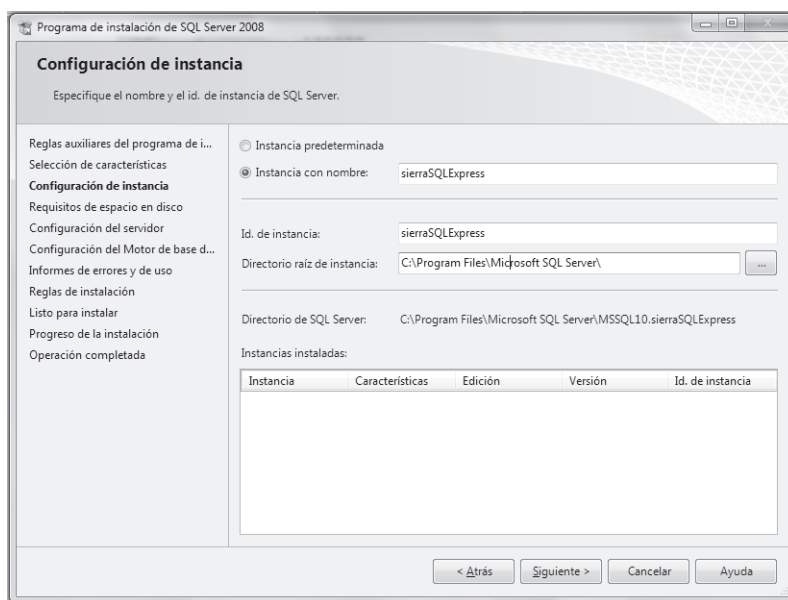 Programa de instalación de SQL Server 2008
Configuración de instancia
Especifique el nombre y el id. de instancia de SQL Server.
Reglas auxiliares del programa de i...
Selección de características
Configuración de instancia
Requisitos de espacio en disco
Configuración del servidor
Configuración del Motor de base d...
Informes de errores y de uso
Reglas de instalación
Listo para instalar
Progreso de la instalación
Operación completada
Instancia predeterminada
Instancia con nombre: sierraSQLExpress
Id. de instancia: sierraSQLExpress
Directorio raíz de instancia: C:\Program Files\Microsoft SQL Server\ ...
Directorio de SQL Server: C:\Program Files\Microsoft SQL Server\MSSQL10.sierraSQLExpress
Instancias instaladas:
Instancia Características Edición Versión Id. de instancia
< Atrás Siguiente > Cancelar Ayuda